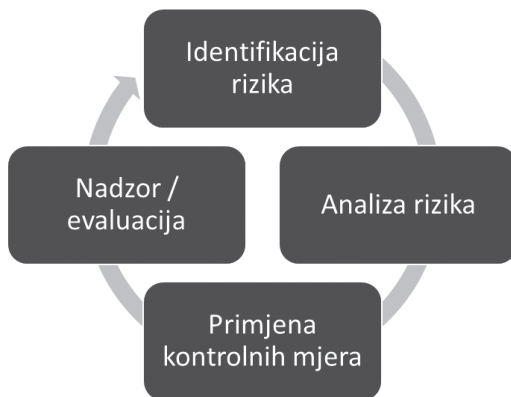 Identifikacija
rizika
Analiza rizika
Primjena
kontrolnih mjera
Nadzor /
evaluacija